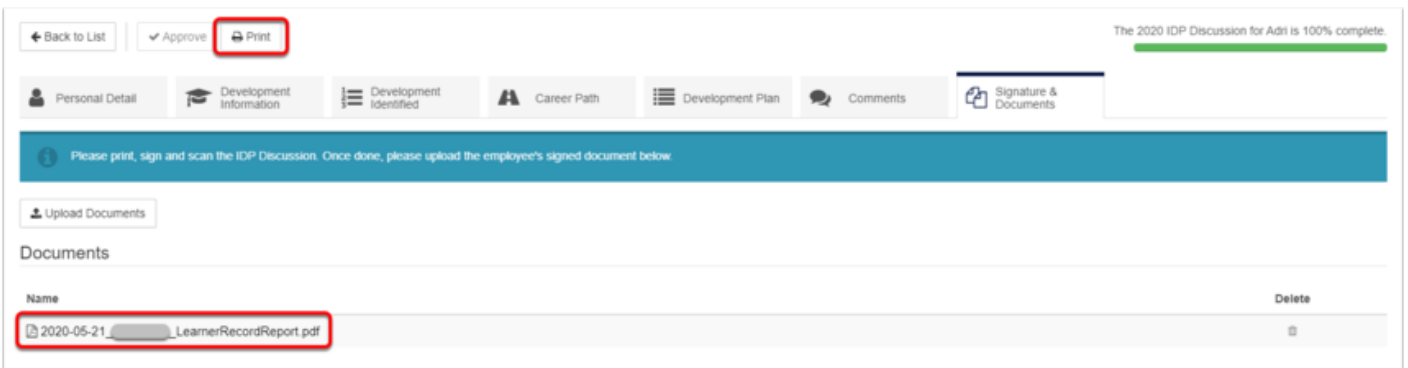 Back to List
Approve
Print
The 2020 IDP Discussion for Adri is 100% complete.
Personal Detail
Development
Information
Development
Identified
Career Path
Development Plan
Comments
Signature &
Documents
Please print, sign and scan the IDP Discussion. Once done, please upload the employee's signed document below.
Upload Documents
Documents
Name
Delete
2020-05-21_ _LearnerRecordReport.pdf